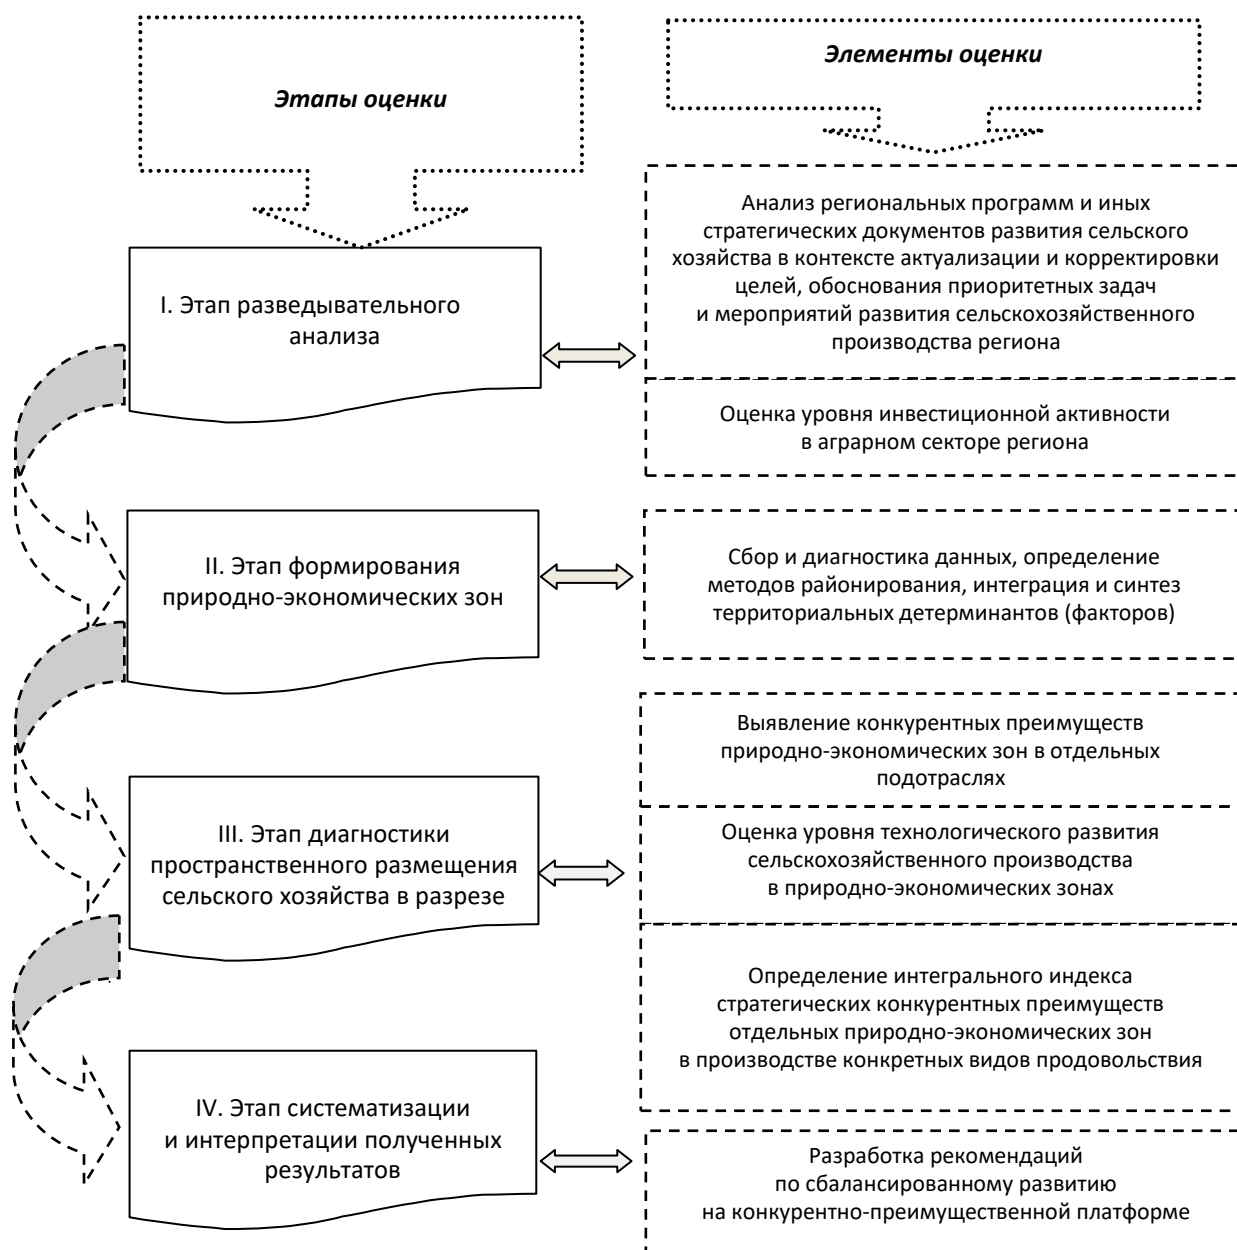 Этапы оценки
Элементы оценки
I. Этап разведывательного
анализа
Анализ региональных программ и иных
стратегических документов развития сельского
хозяйства в контексте актуализации и корректировки
целей, обоснования приоритетных задач
и мероприятий развития сельскохозяйственного
производства региона
Оценка уровня инвестиционной активности
в аграрном секторе региона
II. Этап формирования
природно-экономических зон
Сбор и диагностика данных, определение
методов районирования, интеграция и синтез
территориальных детерминантов (факторов)
III. Этап диагностики
пространственного размещения
сельского хозяйства в разрезе
Выявление конкурентных преимуществ
природно-экономических зон в отдельных
подотраслях
Оценка уровня технологического развития
сельскохозяйственного производства
в природно-экономических зонах
Определение интегрального индекса
стратегических конкурентных преимуществ
отдельных природно-экономических зон
в производстве конкретных видов продовольствия
IV. Этап систематизации
и интерпретации полученных
результатов
Разработка рекомендаций
по сбалансированному развитию
на конкурентно-преимущественной платформе